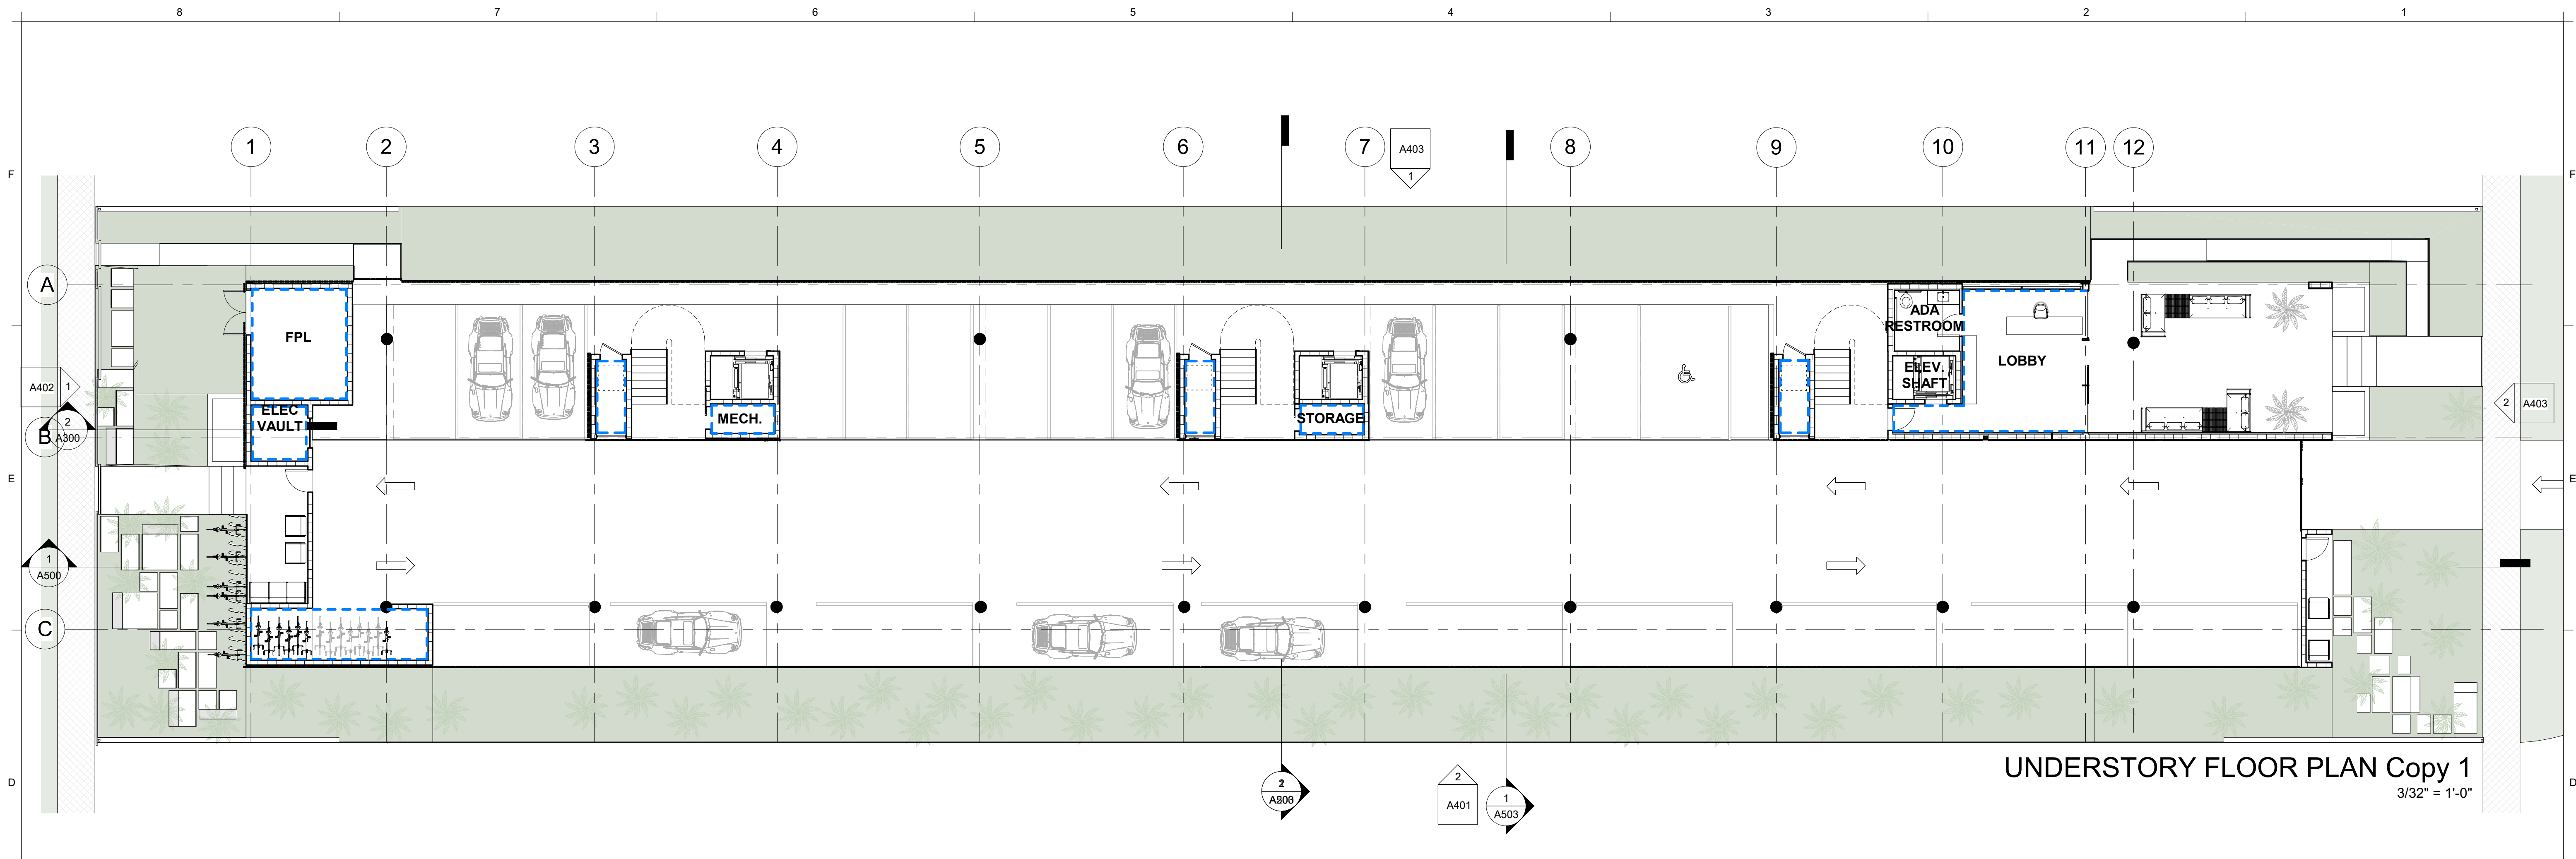 8 7 6 5 4 3 2 1
1 2 3 4 5 6 7 8 9 10 11 12
A403
1
F F
A
FPL
ADA
RESTROOM
LOBBY
ELEV.
SHAFT
A402 1
2 A403
ELEC
VAULT
MECH.
STORAGE
2
B
A300
E E
1
A500
C
UNDERSTORY FLOOR PLAN Copy 1
3/32" = 1'-0"
D D
2
A401
1
A503